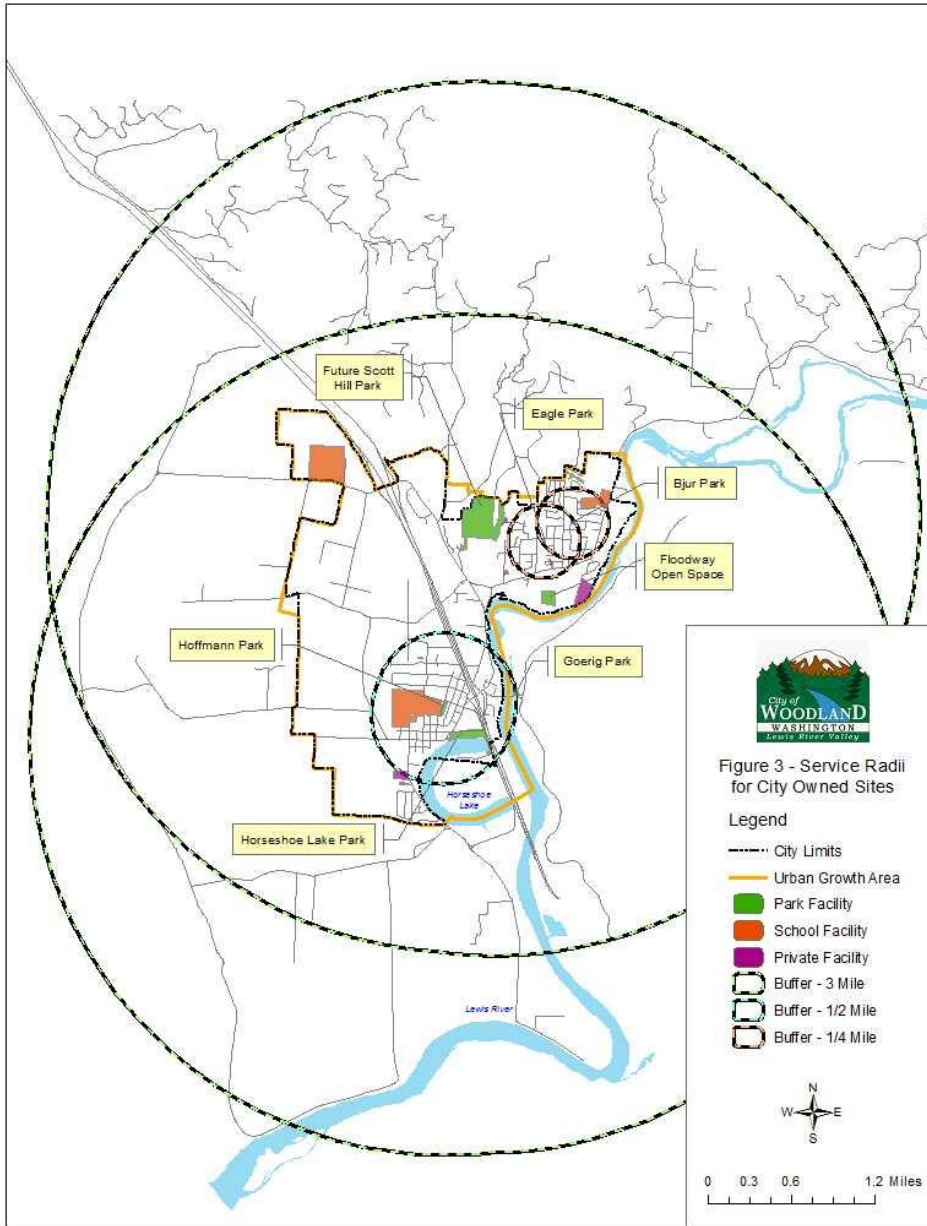 Future Scott
Hill Park
Eagle Park
Bjur Park
Floodway
Open Space
Hoffmann Park
Goerig Park
Horseshoe
Lake
Horseshoe Lake Park
Lewis River
City of
WOODLAND
WASHINGTON
Lewis River Valley
Figure 3 - Service Radii
for City Owned Sites
Legend
City Limits
Urban Growth Area
Park Facility
School Facility
Private Facility
Buffer - 3 Mile
Buffer - 1/2 Mile
Buffer - 1/4 Mile
N
W E
S
0 0.3 0.6 1.2 Miles